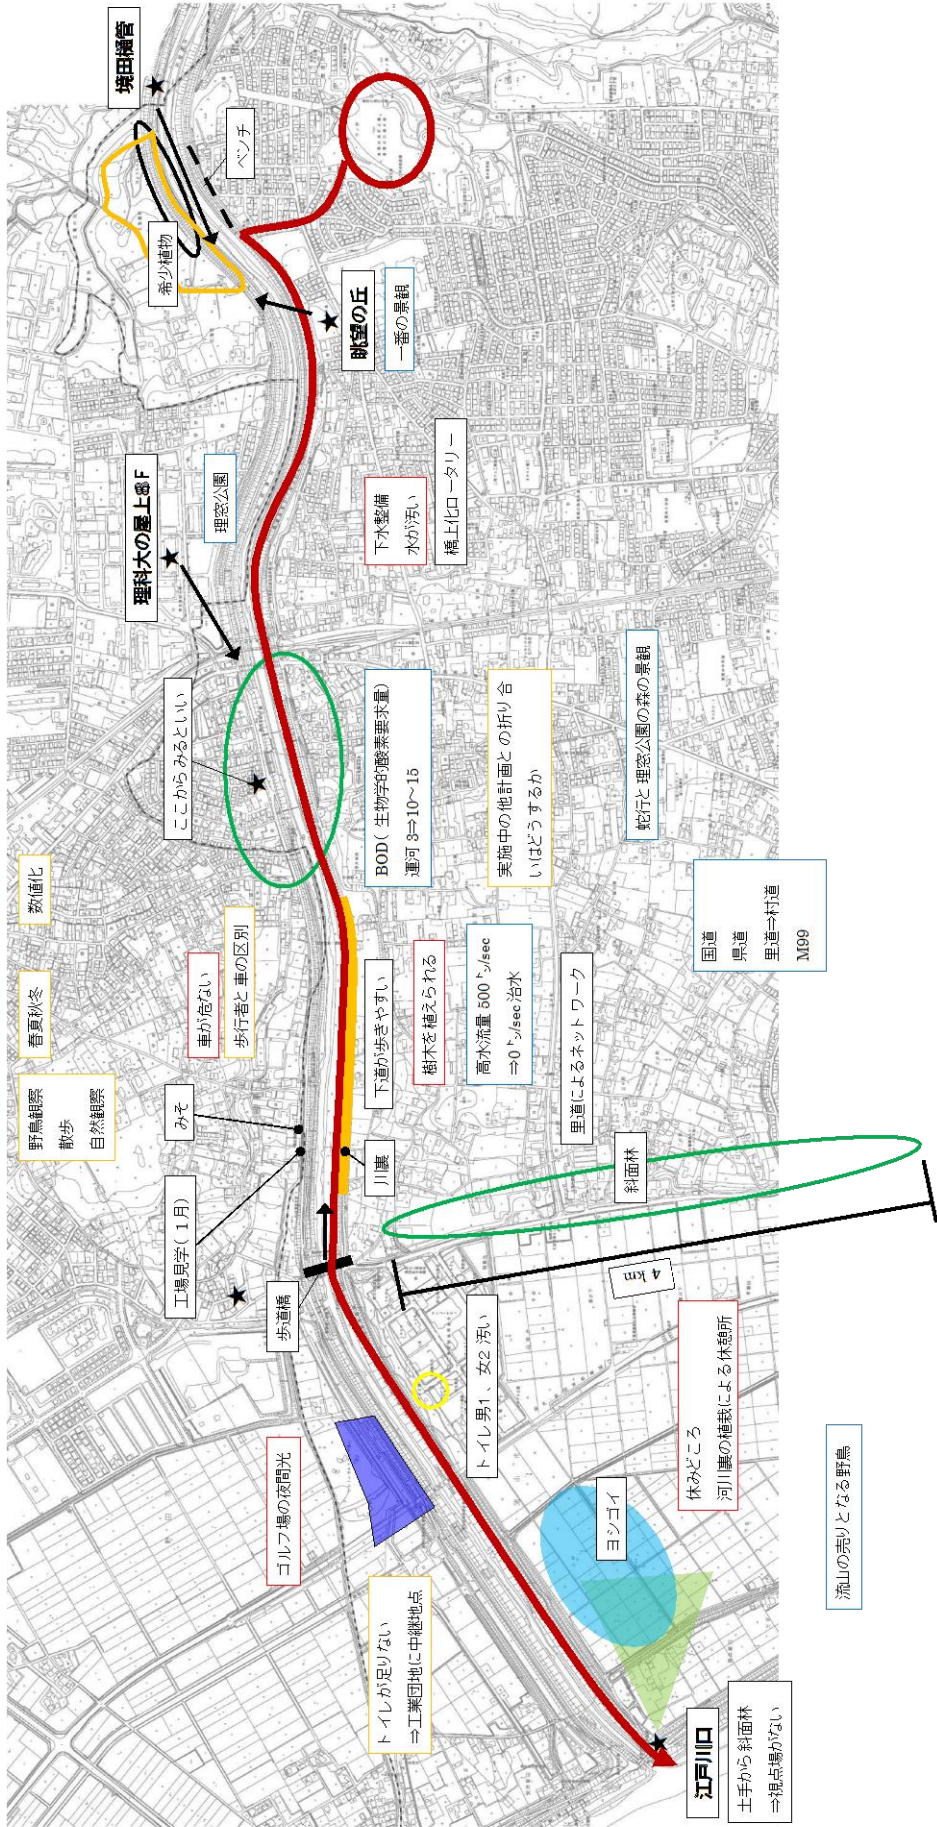 野鳥観察
散歩
自然観察
春夏秋冬
数値化
境田樋管
工場見学(1月)
みそ
車が危ない
歩行者と車の区別
ここからみるといい
理科大の屋上8F
理窓公園
希少植物
ベンチ
ゴルフ場の夜間光
歩道橋
トイレが足りない
⇒工業団地に中継地点
川裏
下道が歩きやすい
樹木を植えられる
BOD(生物学的酸素要求量)
運河 3⇒10~15
下水整備
水が汚い
橋上化ロータリー
眺望の丘
一番の景観
トイレ男1、女2 汚い
高水流量 500㌧/sec
⇒0㌧/sec治水
実施中の他計画との折り合
いはどうするか
里道によるネットワーク
ヨシゴイ
斜面林
4 km
蛇行と理窓公園の森の景観
江戸川口
土手から斜面林
⇒視点場がない
休みどころ
河川裏の植栽による休憩所
国道
県道
里道⇒村道
M99
流山の売りとなる野鳥